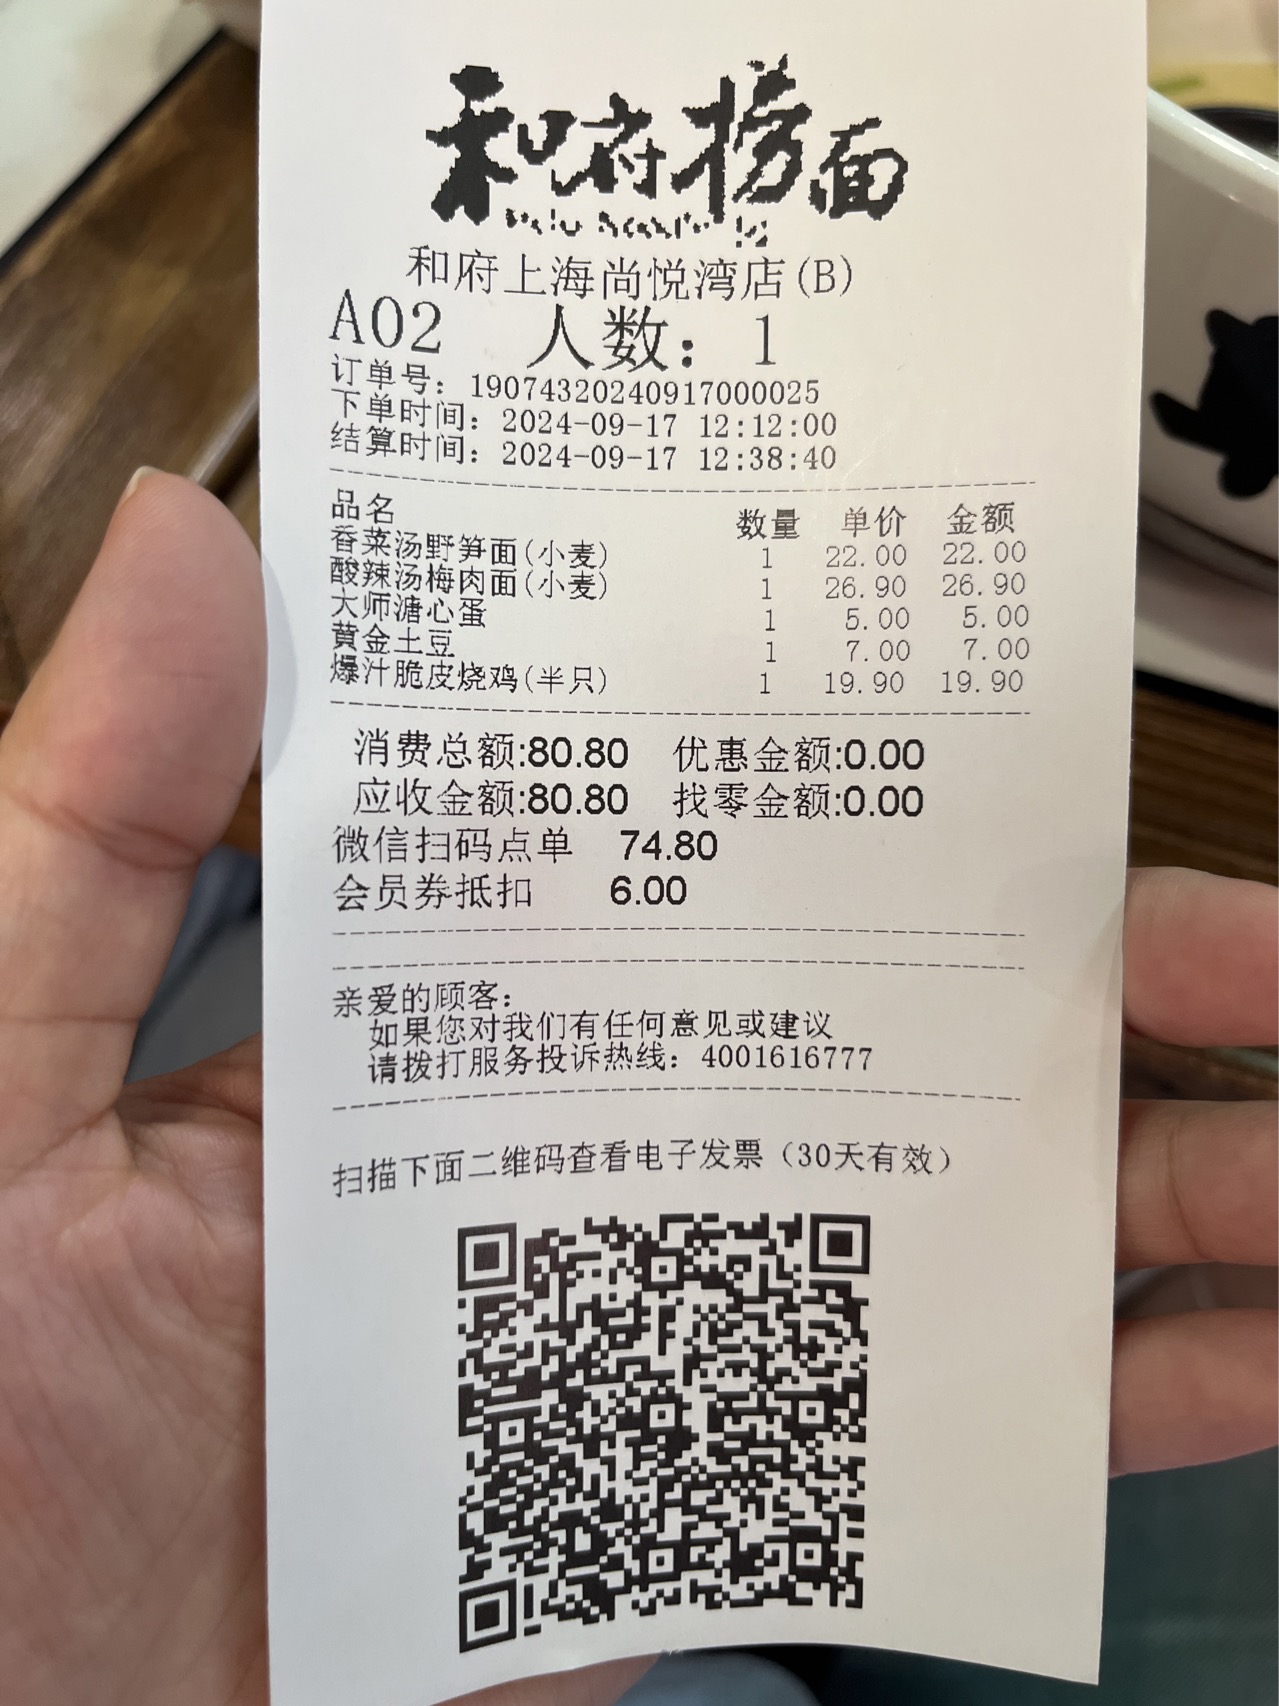 和府捞面
和府上海尚悦湾店(B)
A02 人数：1
订单号：19074320240917000025
下单时间：2024-09-17 12:12:00
结算时间：2024-09-17 12:38:40
品名 数量 单价 金额
香菜汤野笋面(小麦) 1 22.00 22.00
酸辣汤梅肉面(小麦) 1 26.90 26.90
大师溏心蛋 1 5.00 5.00
黄金土豆 1 7.00 7.00
爆汁脆皮烧鸡(半只) 1 19.90 19.90
消费总额:80.80 优惠金额:0.00
应收金额:80.80 找零金额:0.00
微信扫码点单 74.80
会员券抵扣 6.00
亲爱的顾客：
如果您对我们有任何意见或建议
请拨打服务投诉热线：4001616777
扫描下面二维码查看电子发票（30天有效）